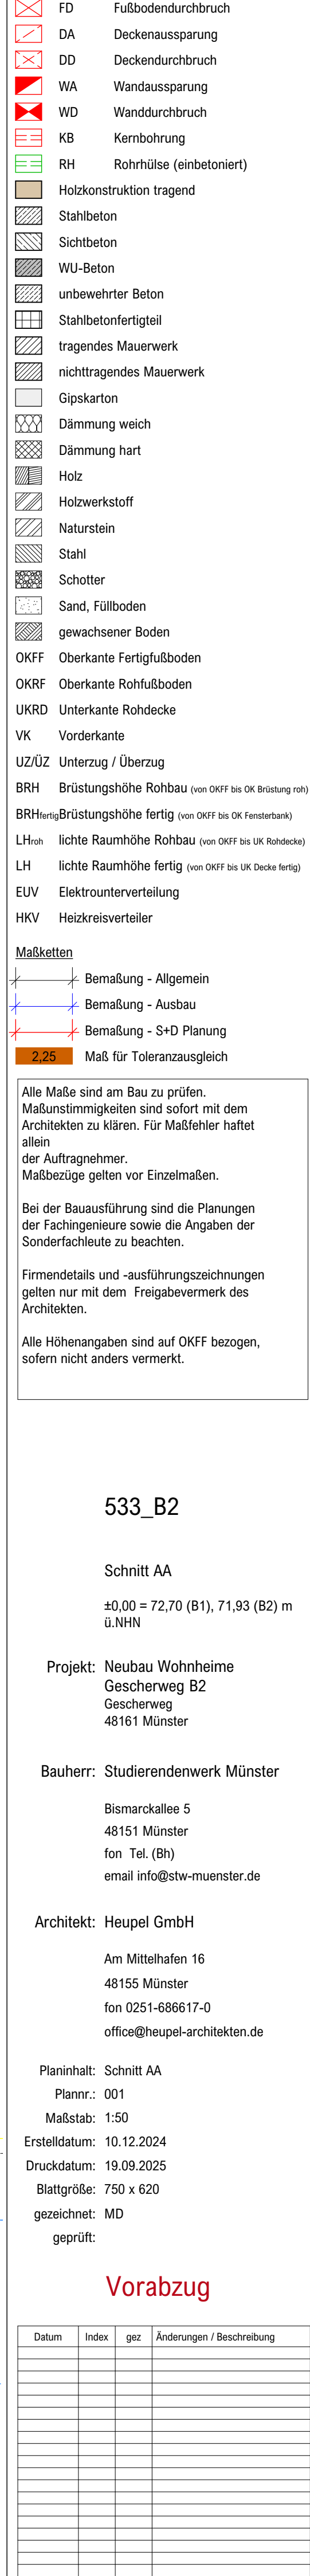 FD Fußbodendurchbruch
DA Deckenaussparung
DD Deckendurchbruch
WA Wandaussparung
WD Wanddurchbruch
KB Kernbohrung
RH Rohrhülse (einbetoniert)
Holzkonstruktion tragend
Stahlbeton
Sichtbeton
WU-Beton
unbewehrter Beton
Stahlbetonfertigteil
tragendes Mauerwerk
nichttragendes Mauerwerk
Gipskarton
Dämmung weich
Dämmung hart
Holz
Holzwerkstoff
Naturstein
Stahl
Schotter
Sand, Füllboden
gewachsener Boden
OKFF Oberkante Fertigfußboden
OKRF Oberkante Rohfußboden
UKRD Unterkante Rohdecke
VK Vorderkante
UZ/ÜZ Unterzug / Überzug
BRH Brüstungshöhe Rohbau (von OKFF bis OK Brüstung roh)
BRHfertig Brüstungshöhe fertig (von OKFF bis OK Fensterbank)
LHroh lichte Raumhöhe Rohbau (von OKFF bis UK Rohdecke)
LH lichte Raumhöhe fertig (von OKFF bis UK Decke fertig)
EUV Elektrounterverteilung
HKV Heizkreisverteiler
Maßketten
Bemaßung - Allgemein
Bemaßung - Ausbau
Bemaßung - S+D Planung
2,25 Maß für Toleranzausgleich
Alle Maße sind am Bau zu prüfen.
Maßunstimmigkeiten sind sofort mit dem
Architekten zu klären. Für Maßfehler haftet
allein
der Auftragnehmer.
Maßbezüge gelten vor Einzelmaßen.
Bei der Bauausführung sind die Planungen
der Fachingenieure sowie die Angaben der
Sonderfachleute zu beachten.
Firmendetails und -ausführungszeichnungen
gelten nur mit dem Freigabevermerk des
Architekten.
Alle Höhenangaben sind auf OKFF bezogen,
sofern nicht anders vermerkt.
533_B2
Schnitt AA
±0,00 = 72,70 (B1), 71,93 (B2) m
ü.NHN
Projekt: Neubau Wohnheime
Gescherweg B2
Gescherweg
48161 Münster
Bauherr: Studierendenwerk Münster
Bismarckallee 5
48151 Münster
fon Tel. (Bh)
email info@stw-muenster.de
Architekt: Heupel GmbH
Am Mittelhafen 16
48155 Münster
fon 0251-686617-0
office@heupel-architekten.de
Planinhalt: Schnitt AA
Plannr.: 001
Maßstab: 1:50
Erstelldatum: 10.12.2024
Druckdatum: 19.09.2025
Blattgröße: 750 x 620
gezeichnet: MD
geprüft:
Vorabzug
Datum Index gez Änderungen / Beschreibung